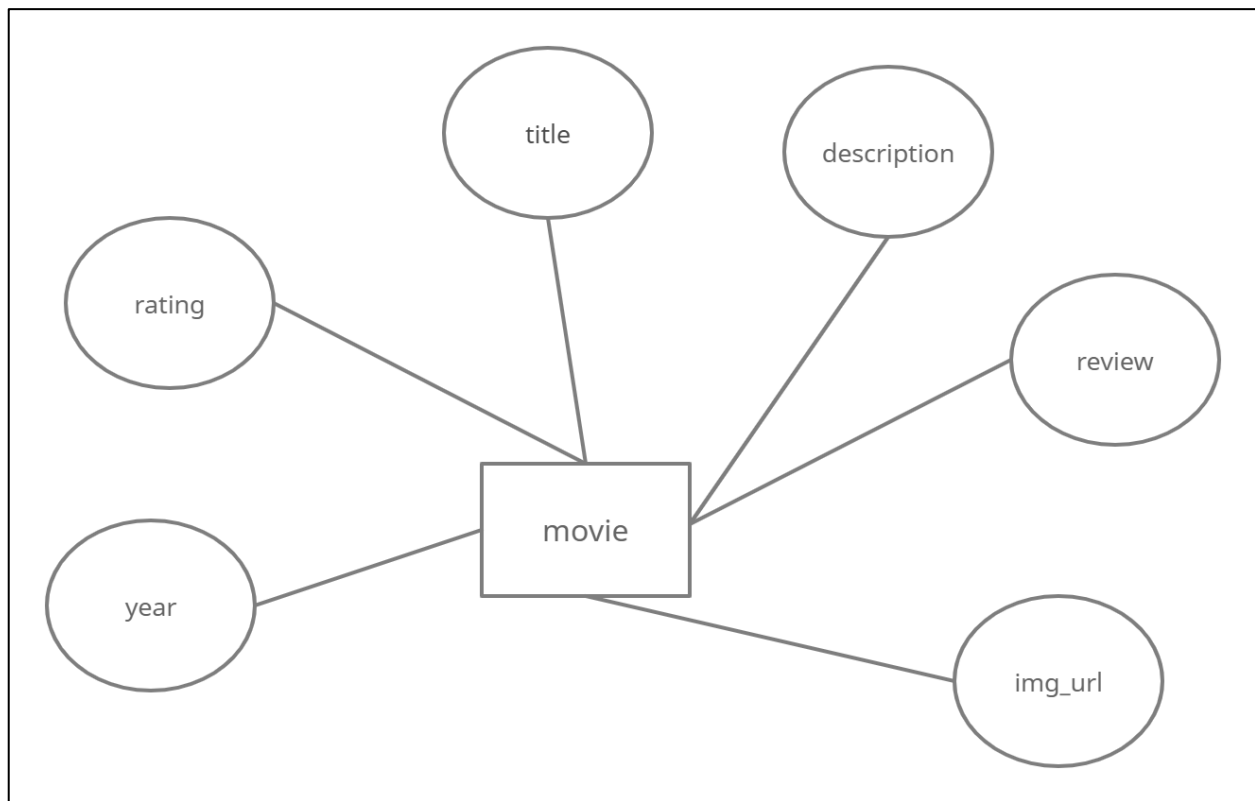 title
description
rating
review
movie
year
img_url